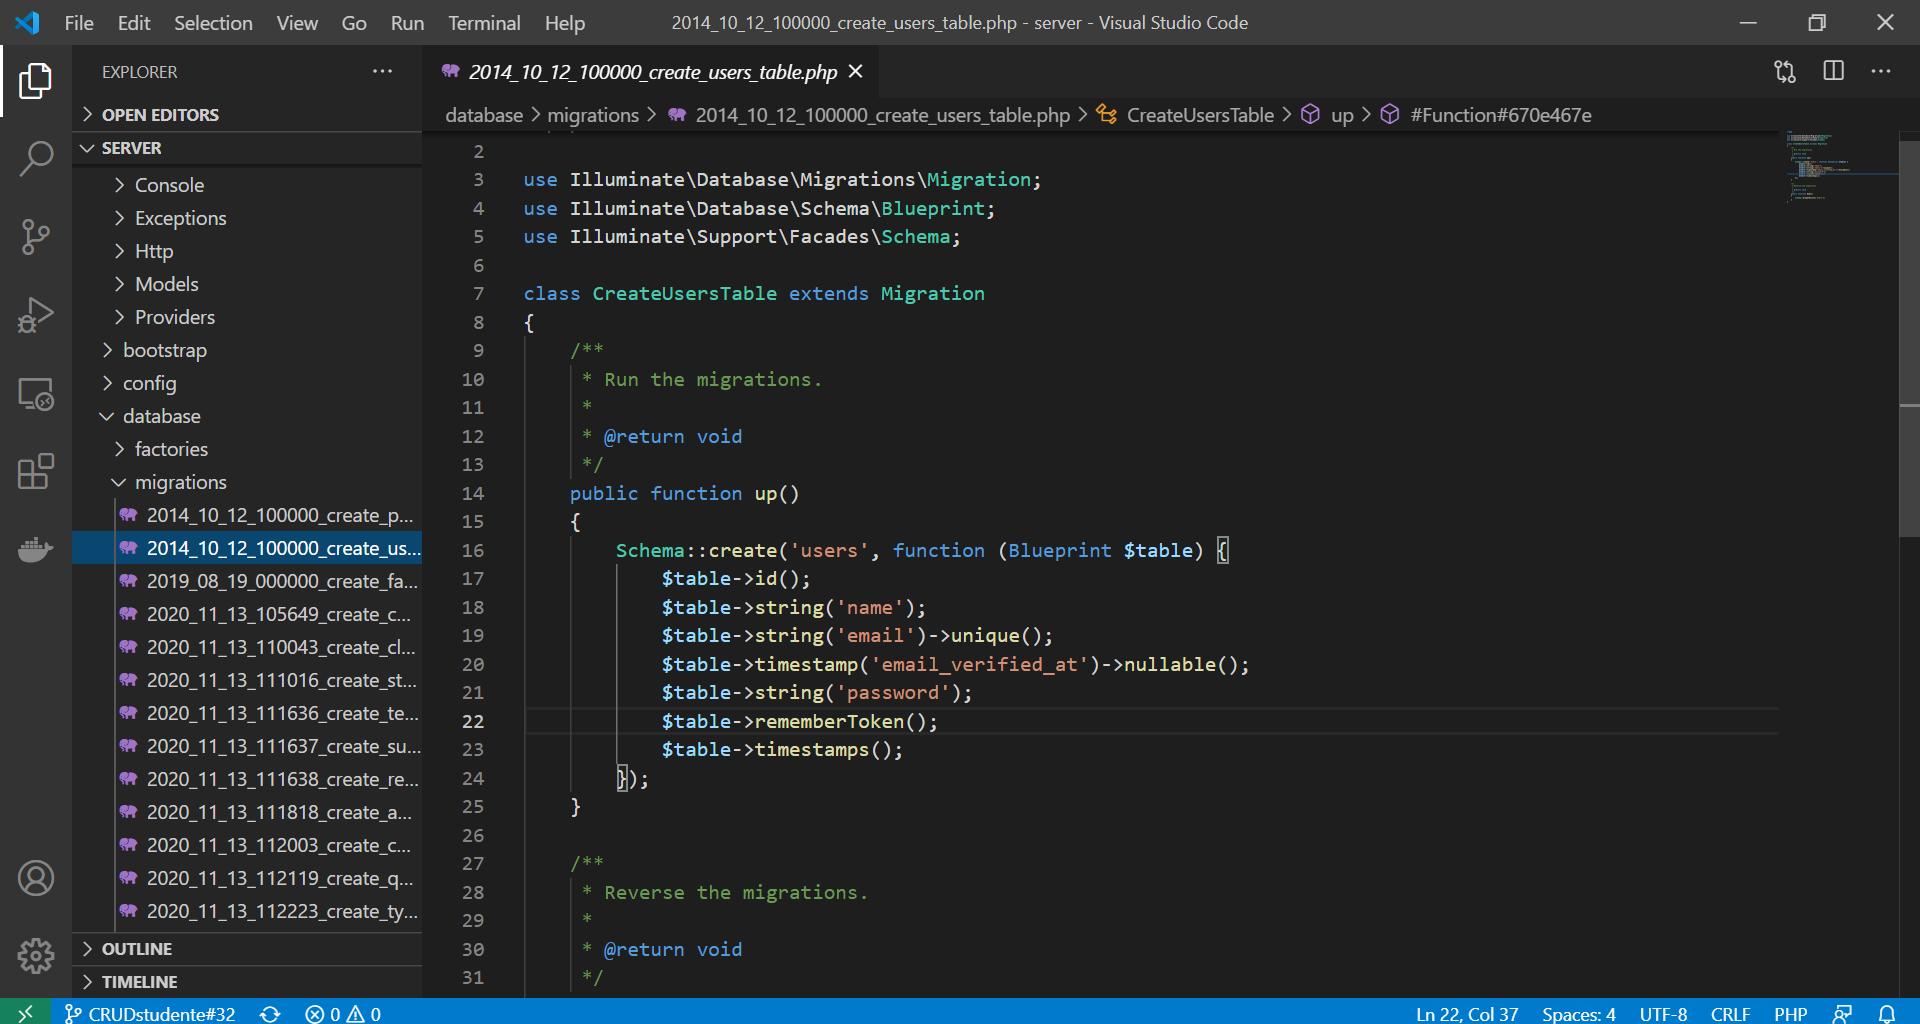 File Edit Selection View Go Run Terminal Help
2014_10_12_100000_create_users_table.php - server - Visual Studio Code
EXPLORER
OPEN EDITORS
SERVER
Console
Exceptions
Http
Models
Providers
bootstrap
config
database
factories
migrations
2014_10_12_100000_create_p...
2014_10_12_100000_create_us...
2019_08_19_000000_create_fa...
2020_11_13_105649_create_c...
2020_11_13_110043_create_cl...
2020_11_13_111016_create_st...
2020_11_13_111636_create_te...
2020_11_13_111637_create_su...
2020_11_13_111638_create_re...
2020_11_13_111818_create_a...
2020_11_13_112003_create_c...
2020_11_13_112119_create_q...
2020_11_13_112223_create_ty...
OUTLINE
TIMELINE
2014_10_12_100000_create_users_table.php
database > migrations > 2014_10_12_100000_create_users_table.php > CreateUsersTable > up > #Function#670e467e
2
3 use Illuminate\Database\Migrations\Migration;
4 use Illuminate\Database\Schema\Blueprint;
5 use Illuminate\Support\Facades\Schema;
6
7 class CreateUsersTable extends Migration
8 {
9 /**
10 * Run the migrations.
11 *
12 * @return void
13 */
14 public function up()
15 {
16 Schema::create('users', function (Blueprint $table) {
17 $table->id();
18 $table->string('name');
19 $table->string('email')->unique();
20 $table->timestamp('email_verified_at')->nullable();
21 $table->string('password');
22 $table->rememberToken();
23 $table->timestamps();
24 });
25 }
26
27 /**
28 * Reverse the migrations.
29 *
30 * @return void
31 */
CRUDstudente#32 0 0 Ln 22, Col 37 Spaces: 4 UTF-8 CRLF PHP